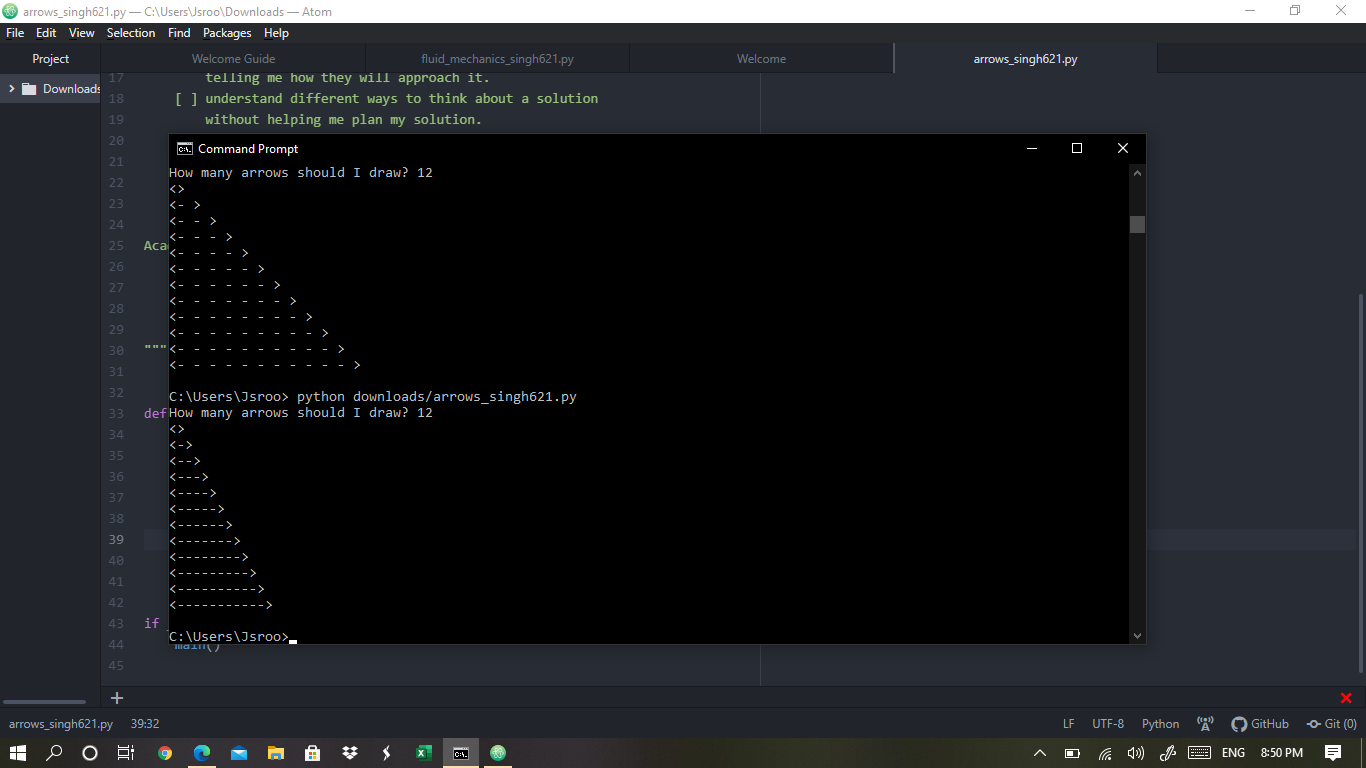 arrows_singh621.py — C:\Users\Jsroo\Downloads — Atom
File Edit View Selection Find Packages Help
Project
Welcome Guide
fluid_mechanics_singh621.py
Welcome
arrows_singh621.py
Downloads
17 telling me how they will approach it.
18 [ ] understand different ways to think about a solution
19 without helping me plan my solution.
20
21
22
23
24
25 Aca
26
27
28
29
30 """
31
32
33 def
34
35
36
37
38
39
40
41
42
43 if
44 main()
45
Command Prompt
How many arrows should I draw? 12
<>
<- >
<- - >
<- - - >
<- - - - >
<- - - - - >
<- - - - - - >
<- - - - - - - >
<- - - - - - - - >
<- - - - - - - - - >
<- - - - - - - - - - >
<- - - - - - - - - - - >
C:\Users\Jsroo> python downloads/arrows_singh621.py
How many arrows should I draw? 12
<>
<->
<-->
<--->
<---->
<----->
<------>
<------->
<-------->
<--------->
<---------->
<----------->
C:\Users\Jsroo>
arrows_singh621.py 39:32
LF UTF-8 Python GitHub Git (0)
ENG 8:50 PM